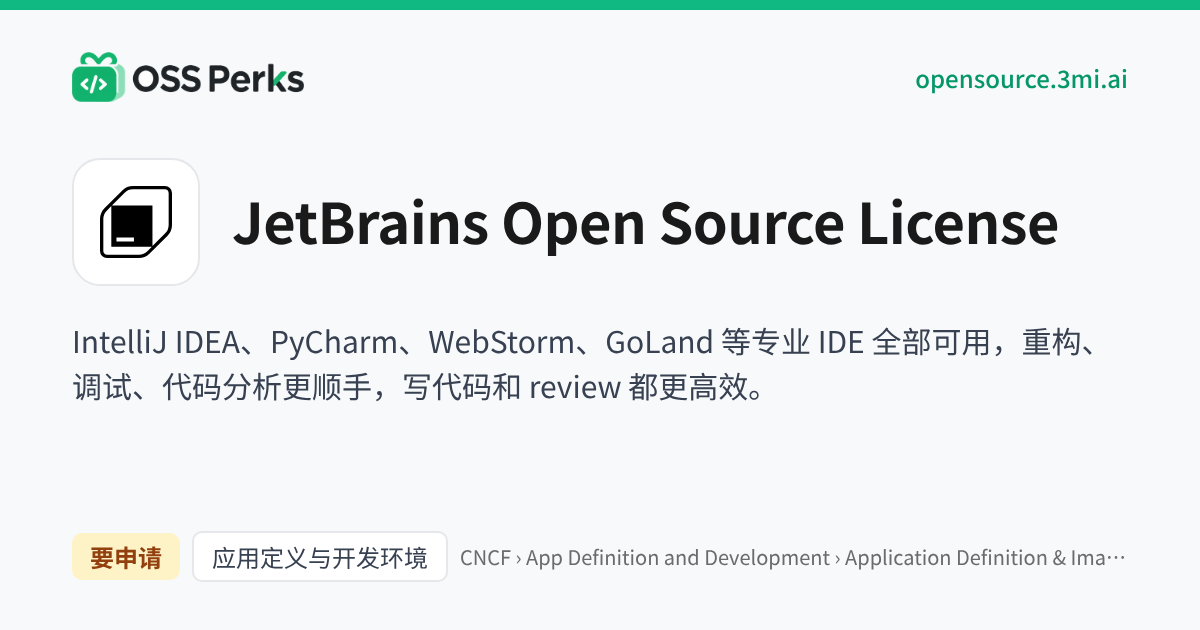 OSS Perks
opensource.3mi.ai
JetBrains Open Source License
IntelliJ IDEA、PyCharm、WebStorm、GoLand 等专业 IDE 全部可用，重构、
调试、代码分析更顺手，写代码和 review 都更高效。
要申请
应用定义与开发环境
CNCF › App Definition and Development › Application Definition & Ima···